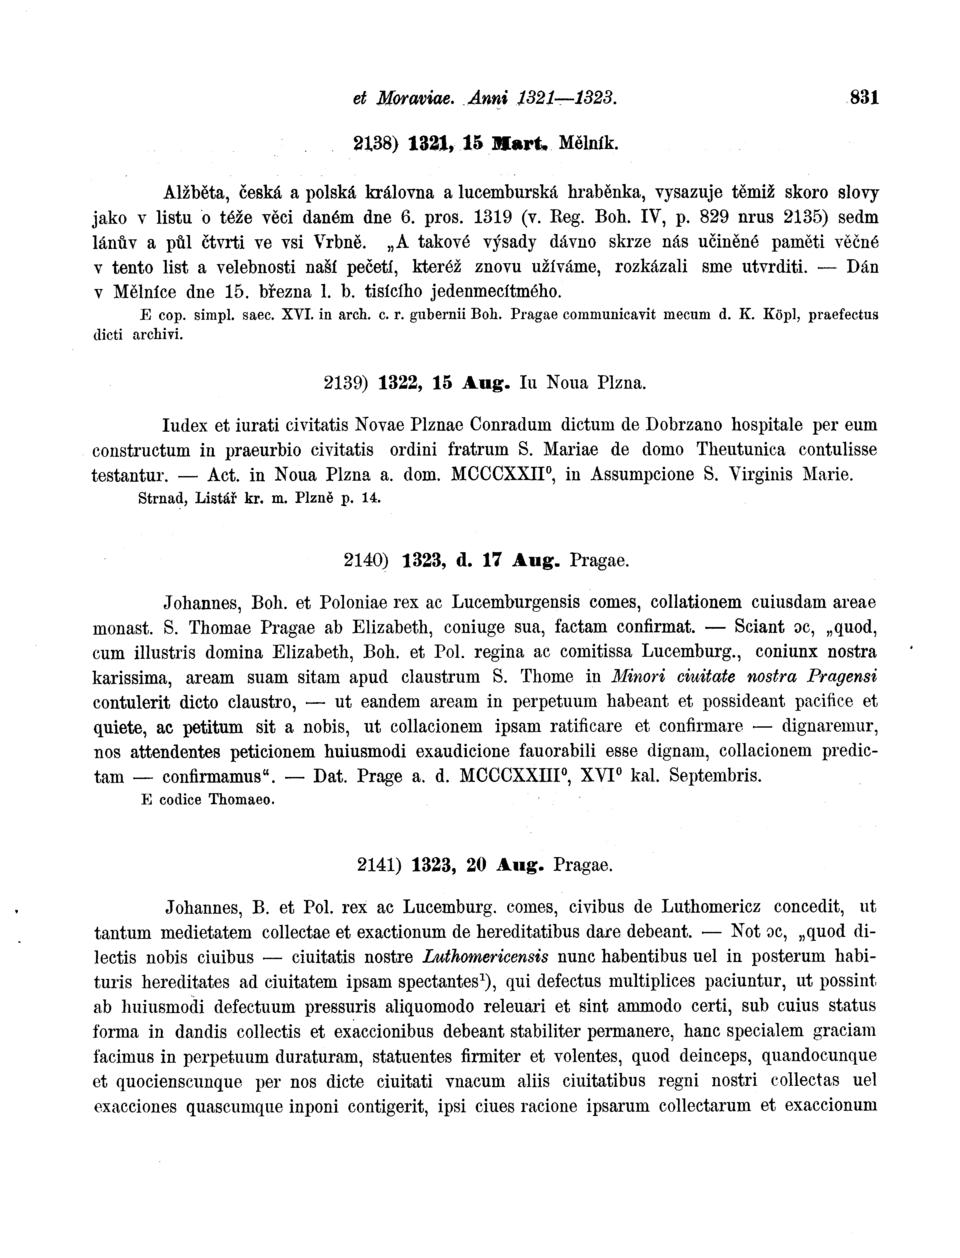 et Moraviae. Anni 1321—1323. 831
2138) 1321, 15 Mart. Mělník.
Alžběta, česká a polská královna a lucemburská hraběnka, vysazuje těmiž skoro slovy
jako v listu o téže věci daném dne 6. pros. 1319 (v. Reg. Boh. IV, p. 829 nrus 2135) sedm
lánův a půl čtvrti ve vsi Vrbně. „A takové výsady dávno skrze nás učiněné paměti věčné
v tento list a velebnosti naší pečetí, kteréž znovu užíváme, rozkázali sme utvrditi. — Dán
v Mělníce dne 15. března l. b. tisícího jedenmecítmého.
E cop. simpl. saec. XVI. in arch. c. r. gubernii Boh. Pragae communicavit mecum d. K. Köpl, praefectus
dicti archivi.
2139) 1322, 15 Aug. Iu Noua Plzna.
Iudex et iurati civitatis Novae Plznae Conradum dictum de Dobrzano hospitale per eum
constructum in praeurbio civitatis ordini fratrum S. Mariae de domo Theutunica contulisse
testantur. — Act. in Noua Plzna a. dom. MCCCXXII⁰, in Assumpcione S. Virginis Marie.
Strnad, Listář kr. m. Plzně p. 14.
2140) 1323, d. 17 Aug. Pragae.
Johannes, Boh. et Poloniae rex ac Lucemburgensis comes, collationem cuiusdam areae
monast. S. Thomae Pragae ab Elizabeth, coniuge sua, factam confirmat. — Sciant ɔc, „quod,
cum illustris domina Elizabeth, Boh. et Pol. regina ac comitissa Lucemburg., coniunx nostra
karissima, aream suam sitam apud claustrum S. Thome in Minori ciuitate nostra Pragensi
contulerit dicto claustro, — ut eandem aream in perpetuum habeant et possideant pacifice et
quiete, ac petitum sit a nobis, ut collacionem ipsam ratificare et confirmare — dignaremur,
nos attendentes peticionem huiusmodi exaudicione fauorabili esse dignam, collacionem predic-
tam — confirmamus“. — Dat. Prage a. d. MCCCXXIII⁰, XVI⁰ kal. Septembris.
E codice Thomaeo.
2141) 1323, 20 Aug. Pragae.
Johannes, B. et Pol. rex ac Lucemburg. comes, civibus de Luthomericz concedit, ut
tantum medietatem collectae et exactionum de hereditatibus dare debeant. — Not ɔc, „quod di-
lectis nobis ciuibus — ciuitatis nostre Luthomericensis nunc habentibus uel in posterum habi-
turis hereditates ad ciuitatem ipsam spectantes¹), qui defectus multiplices paciuntur, ut possint
ab huiusmodi defectuum pressuris aliquomodo releuari et sint ammodo certi, sub cuius status
forma in dandis collectis et exaccionibus debeant stabiliter permanere, hanc specialem graciam
facimus in perpetuum duraturam, statuentes firmiter et volentes, quod deinceps, quandocunque
et quocienscunque per nos dicte ciuitati vnacum aliis ciuitatibus regni nostri collectas uel
exacciones quascumque inponi contigerit, ipsi ciues racione ipsarum collectarum et exaccionum